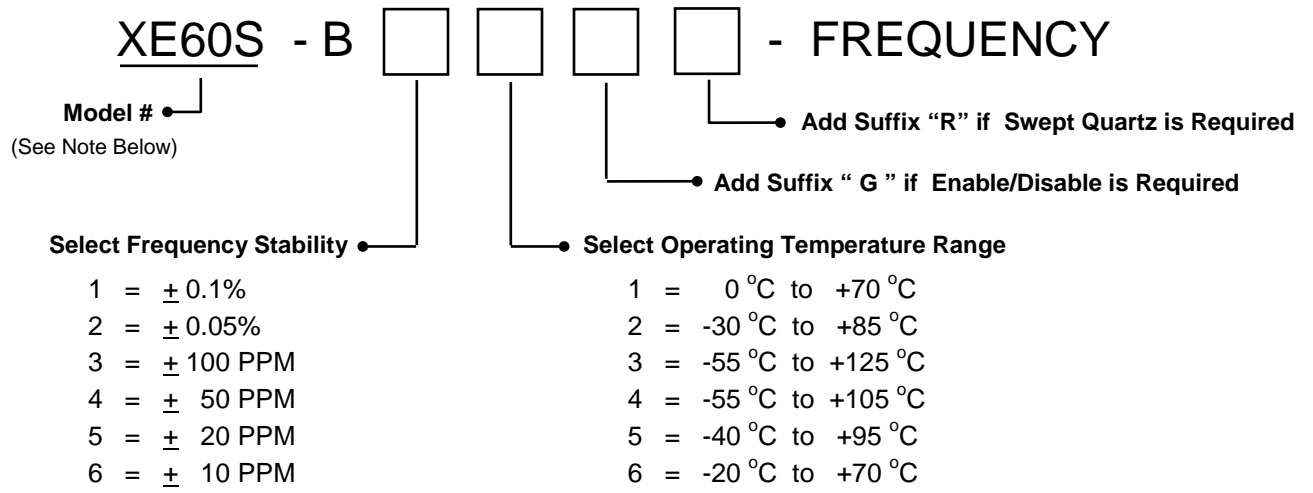 XE60S - B - FREQUENCY
Model #
(See Note Below)
Add Suffix “R” if Swept Quartz is Required
Add Suffix “ G ” if Enable/Disable is Required
Select Frequency Stability
1 = ± 0.1%
2 = ± 0.05%
3 = ± 100 PPM
4 = ± 50 PPM
5 = ± 20 PPM
6 = ± 10 PPM
Select Operating Temperature Range
1 = 0 °C to +70 °C
2 = -30 °C to +85 °C
3 = -55 °C to +125 °C
4 = -55 °C to +105 °C
5 = -40 °C to +95 °C
6 = -20 °C to +70 °C